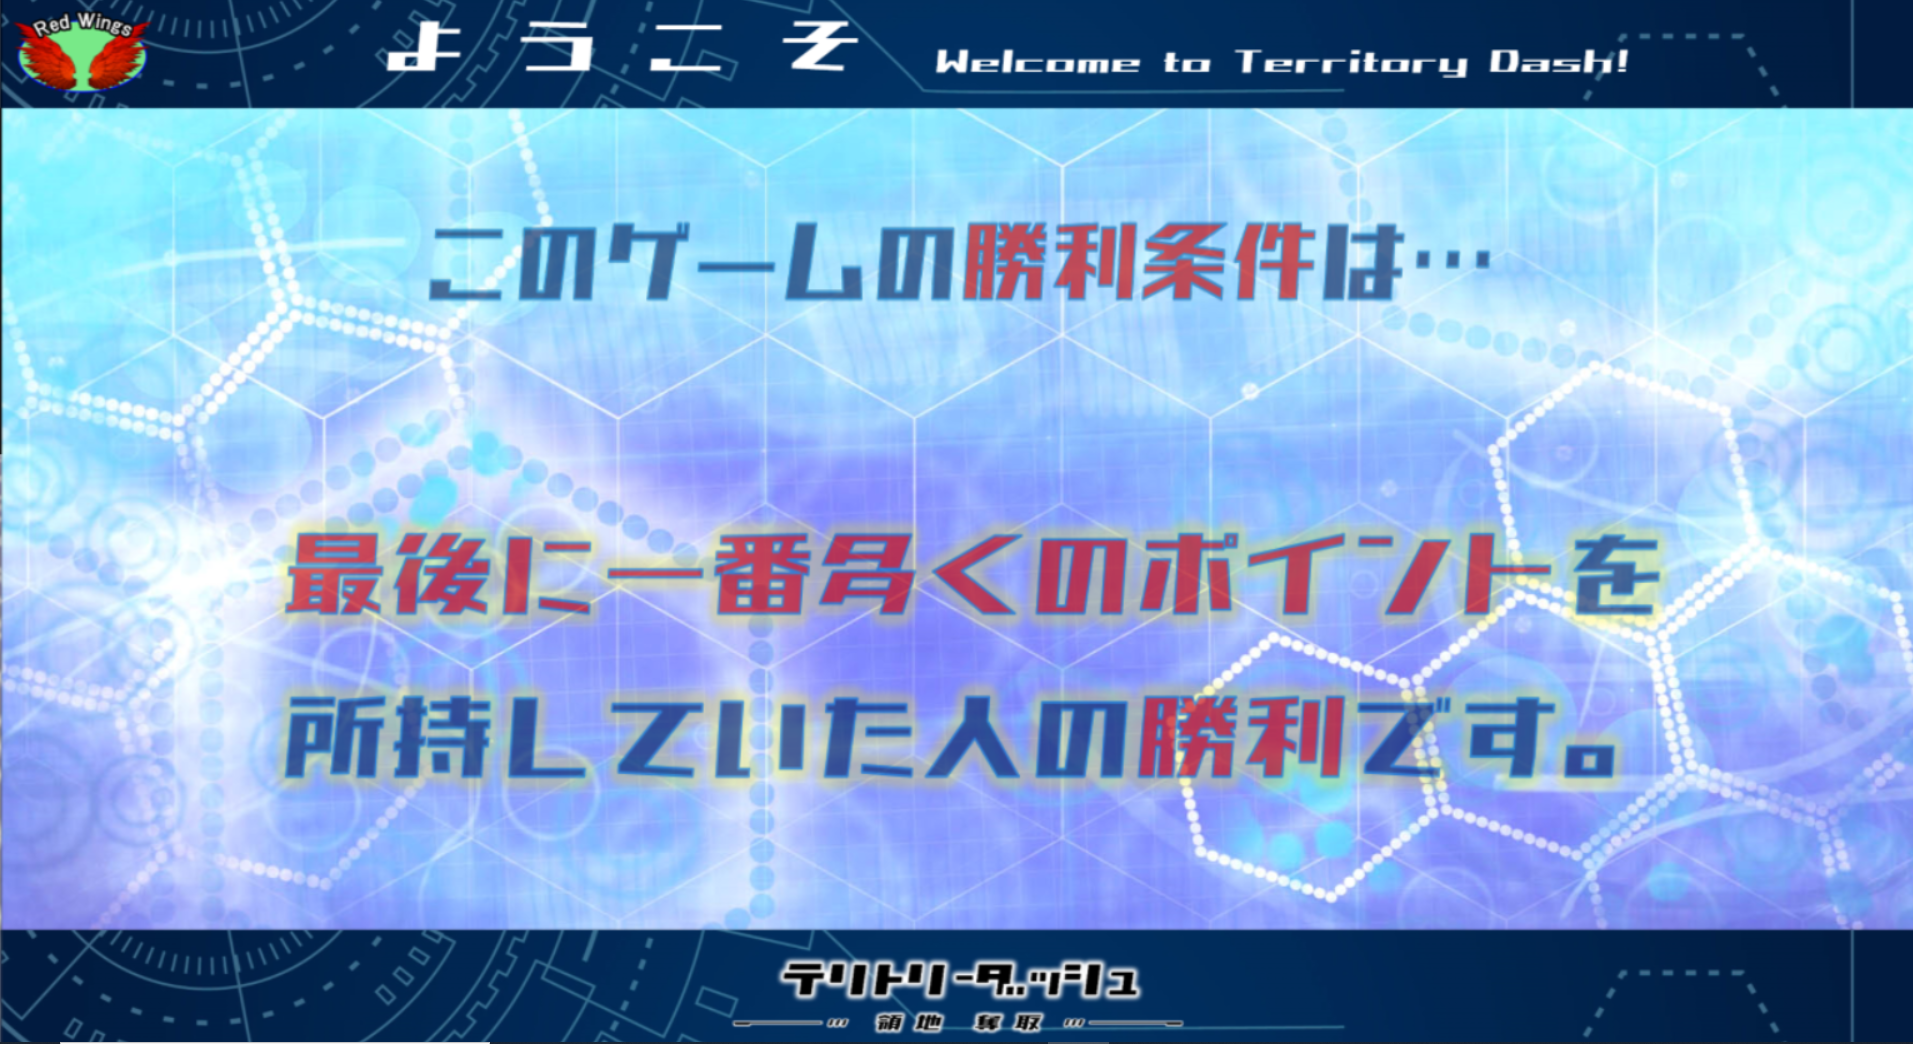 Red Wings
ようこそ Welcome to Territory Dash!
このゲームの勝利条件は…
最後に一番多くのポイントを
所持していた人の勝利です。
テリトリーダッシュ
領地奪取